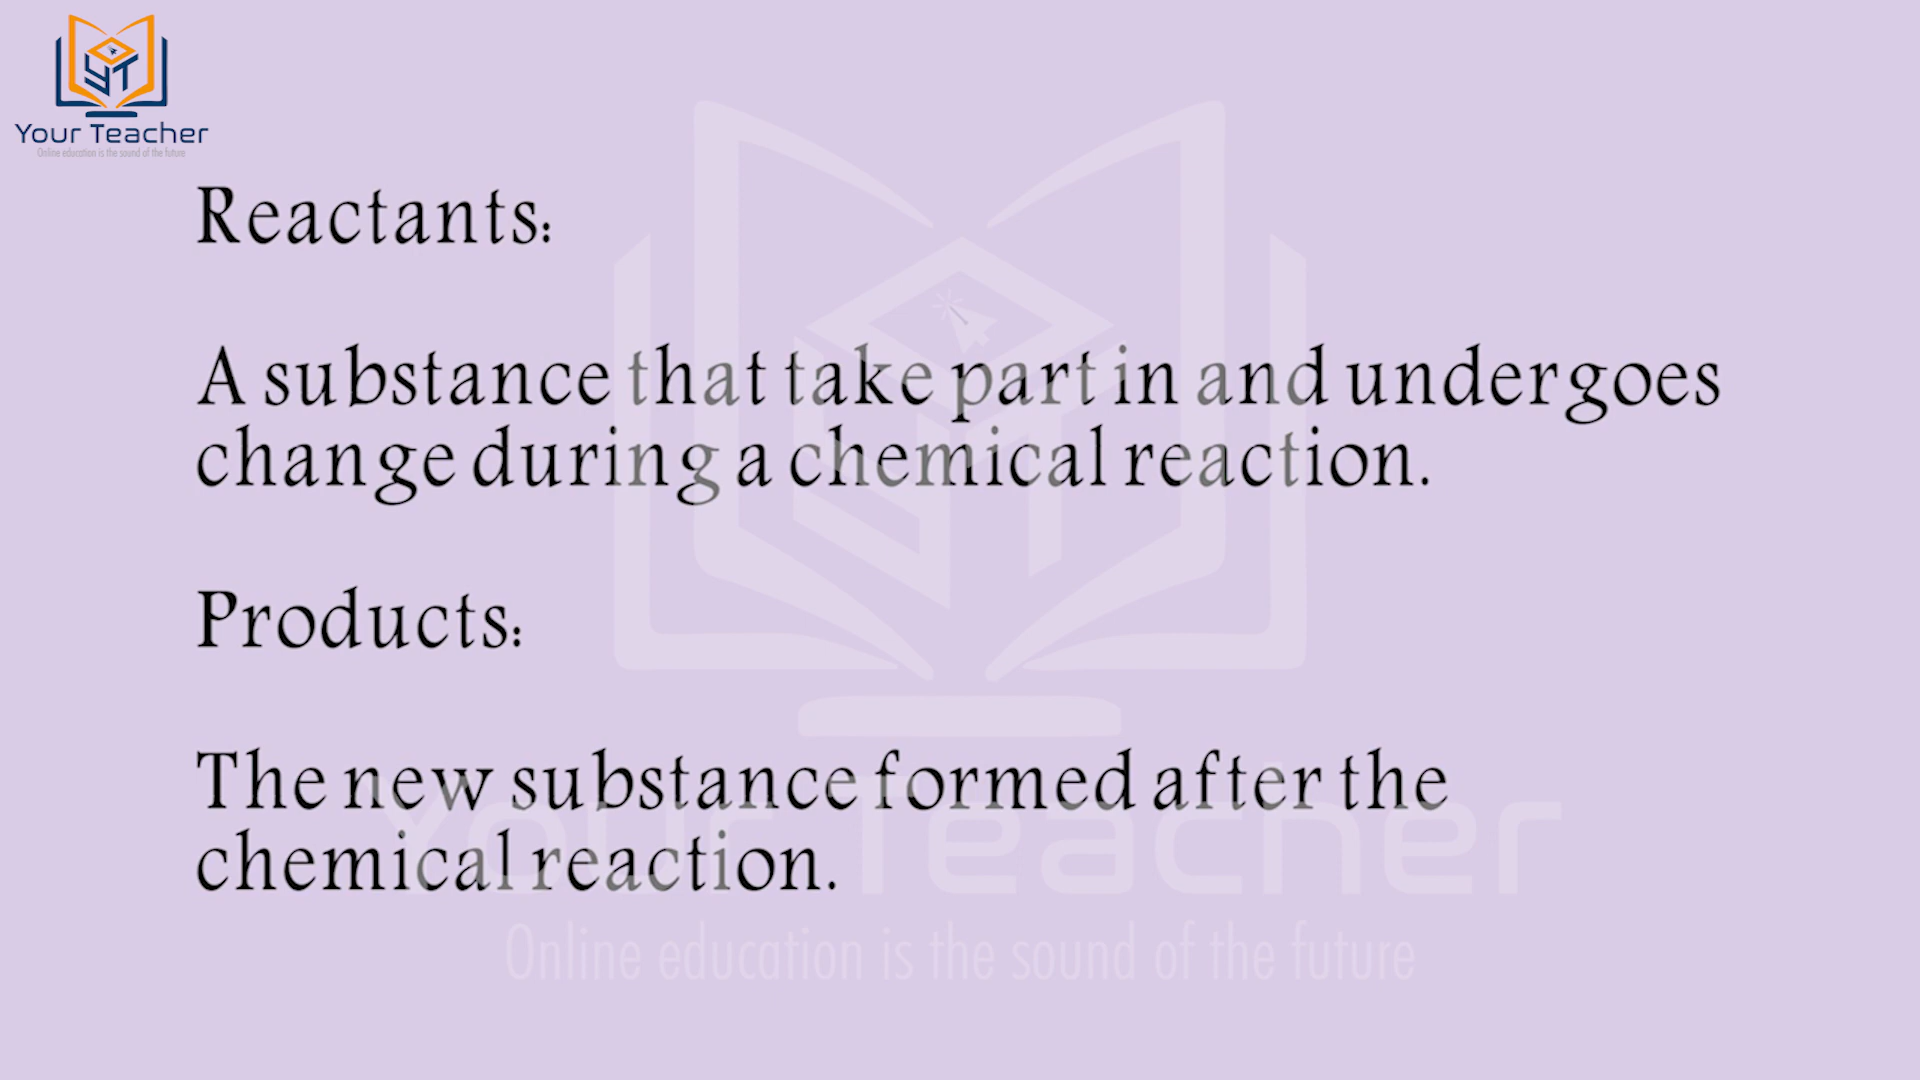 YT
Your Teacher
Online education is the sound of the future
Reactants:
A substance that take part in and undergoes
change during a chemical reaction.
Products:
The new substance formed after the
chemical reaction.
YT
Your Teacher
Online education is the sound of the future